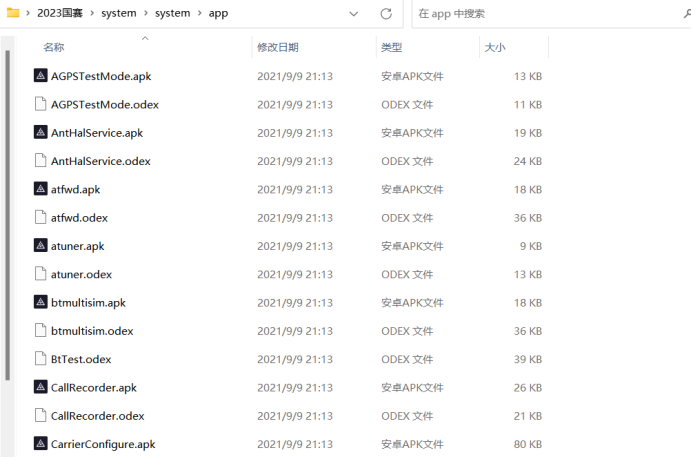 2023国赛 > system > system > app
在 app 中搜索
名称 修改日期 类型 大小
AGPSTestMode.apk 2021/9/9 21:13 安卓APK文件 13 KB
AGPSTestMode.odex 2021/9/9 21:13 ODEX 文件 11 KB
AntHalService.apk 2021/9/9 21:13 安卓APK文件 19 KB
AntHalService.odex 2021/9/9 21:13 ODEX 文件 24 KB
atfwd.apk 2021/9/9 21:13 安卓APK文件 18 KB
atfwd.odex 2021/9/9 21:13 ODEX 文件 36 KB
atuner.apk 2021/9/9 21:13 安卓APK文件 9 KB
atuner.odex 2021/9/9 21:13 ODEX 文件 13 KB
btmultisim.apk 2021/9/9 21:13 安卓APK文件 18 KB
btmultisim.odex 2021/9/9 21:13 ODEX 文件 36 KB
BtTest.odex 2021/9/9 21:13 ODEX 文件 39 KB
CallRecorder.apk 2021/9/9 21:13 安卓APK文件 26 KB
CallRecorder.odex 2021/9/9 21:13 ODEX 文件 21 KB
CarrierConfigure.apk 2021/9/9 21:13 安卓APK文件 80 KB